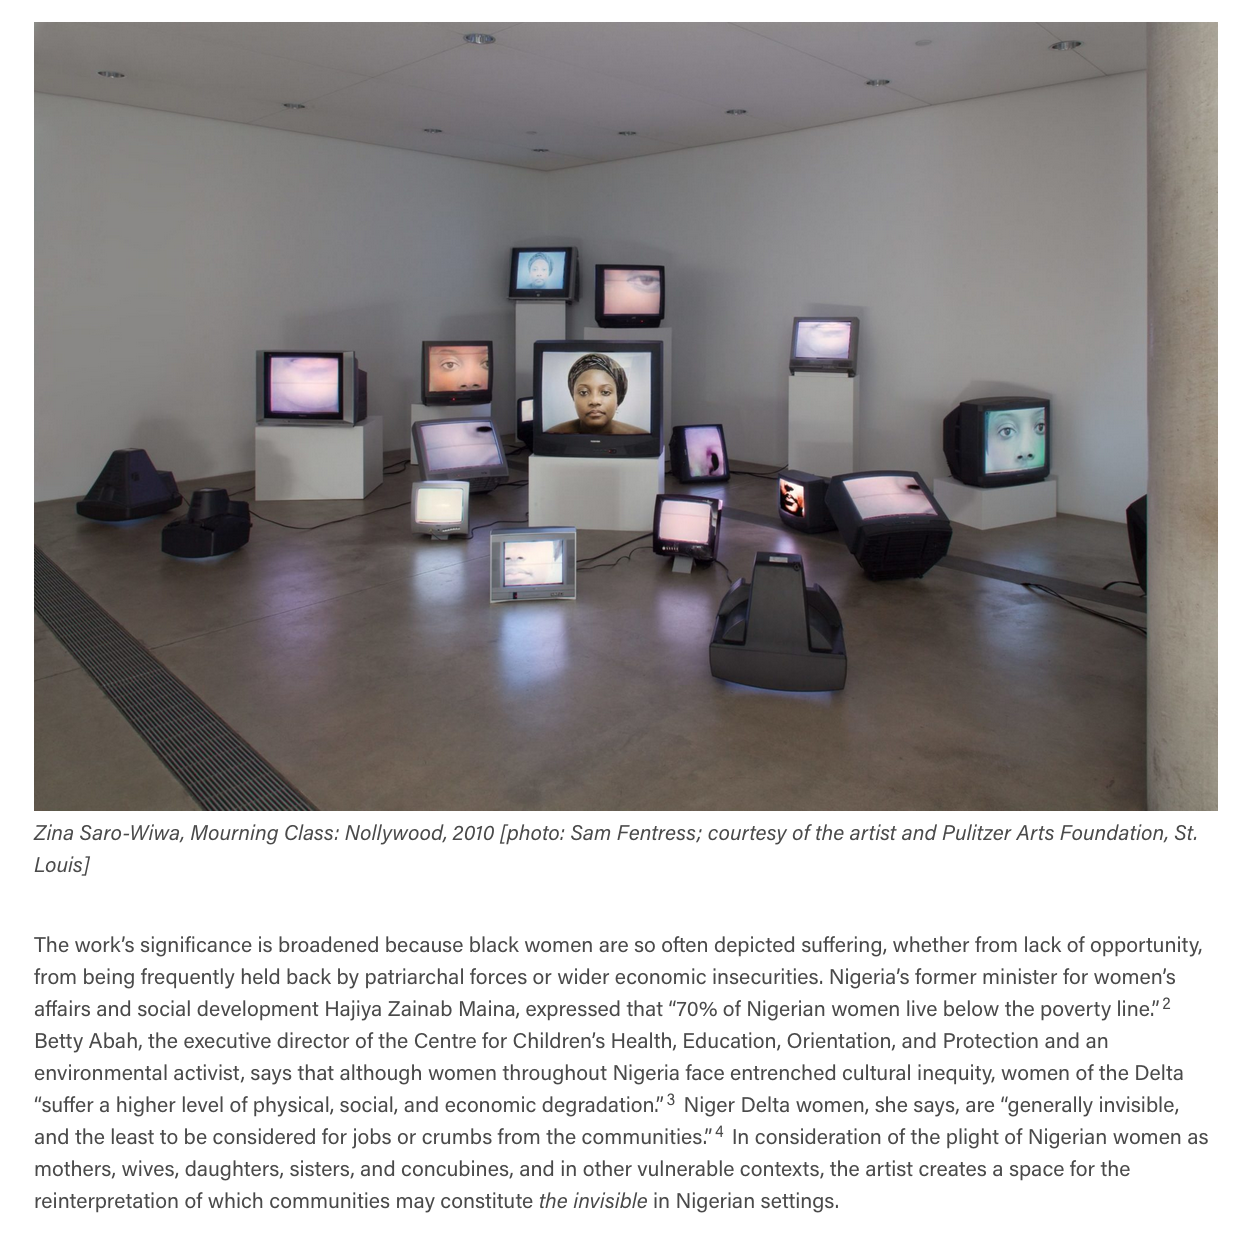 Zina Saro-Wiwa, Mourning Class: Nollywood, 2010 [photo: Sam Fentress; courtesy of the artist and Pulitzer Arts Foundation, St.
Louis]
The work’s significance is broadened because black women are so often depicted suffering, whether from lack of opportunity,
from being frequently held back by patriarchal forces or wider economic insecurities. Nigeria’s former minister for women’s
affairs and social development Hajiya Zainab Maina, expressed that “70% of Nigerian women live below the poverty line.” 2
Betty Abah, the executive director of the Centre for Children’s Health, Education, Orientation, and Protection and an
environmental activist, says that although women throughout Nigeria face entrenched cultural inequity, women of the Delta
“suffer a higher level of physical, social, and economic degradation.” 3 Niger Delta women, she says, are “generally invisible,
and the least to be considered for jobs or crumbs from the communities.” 4 In consideration of the plight of Nigerian women as
mothers, wives, daughters, sisters, and concubines, and in other vulnerable contexts, the artist creates a space for the
reinterpretation of which communities may constitute the invisible in Nigerian settings.